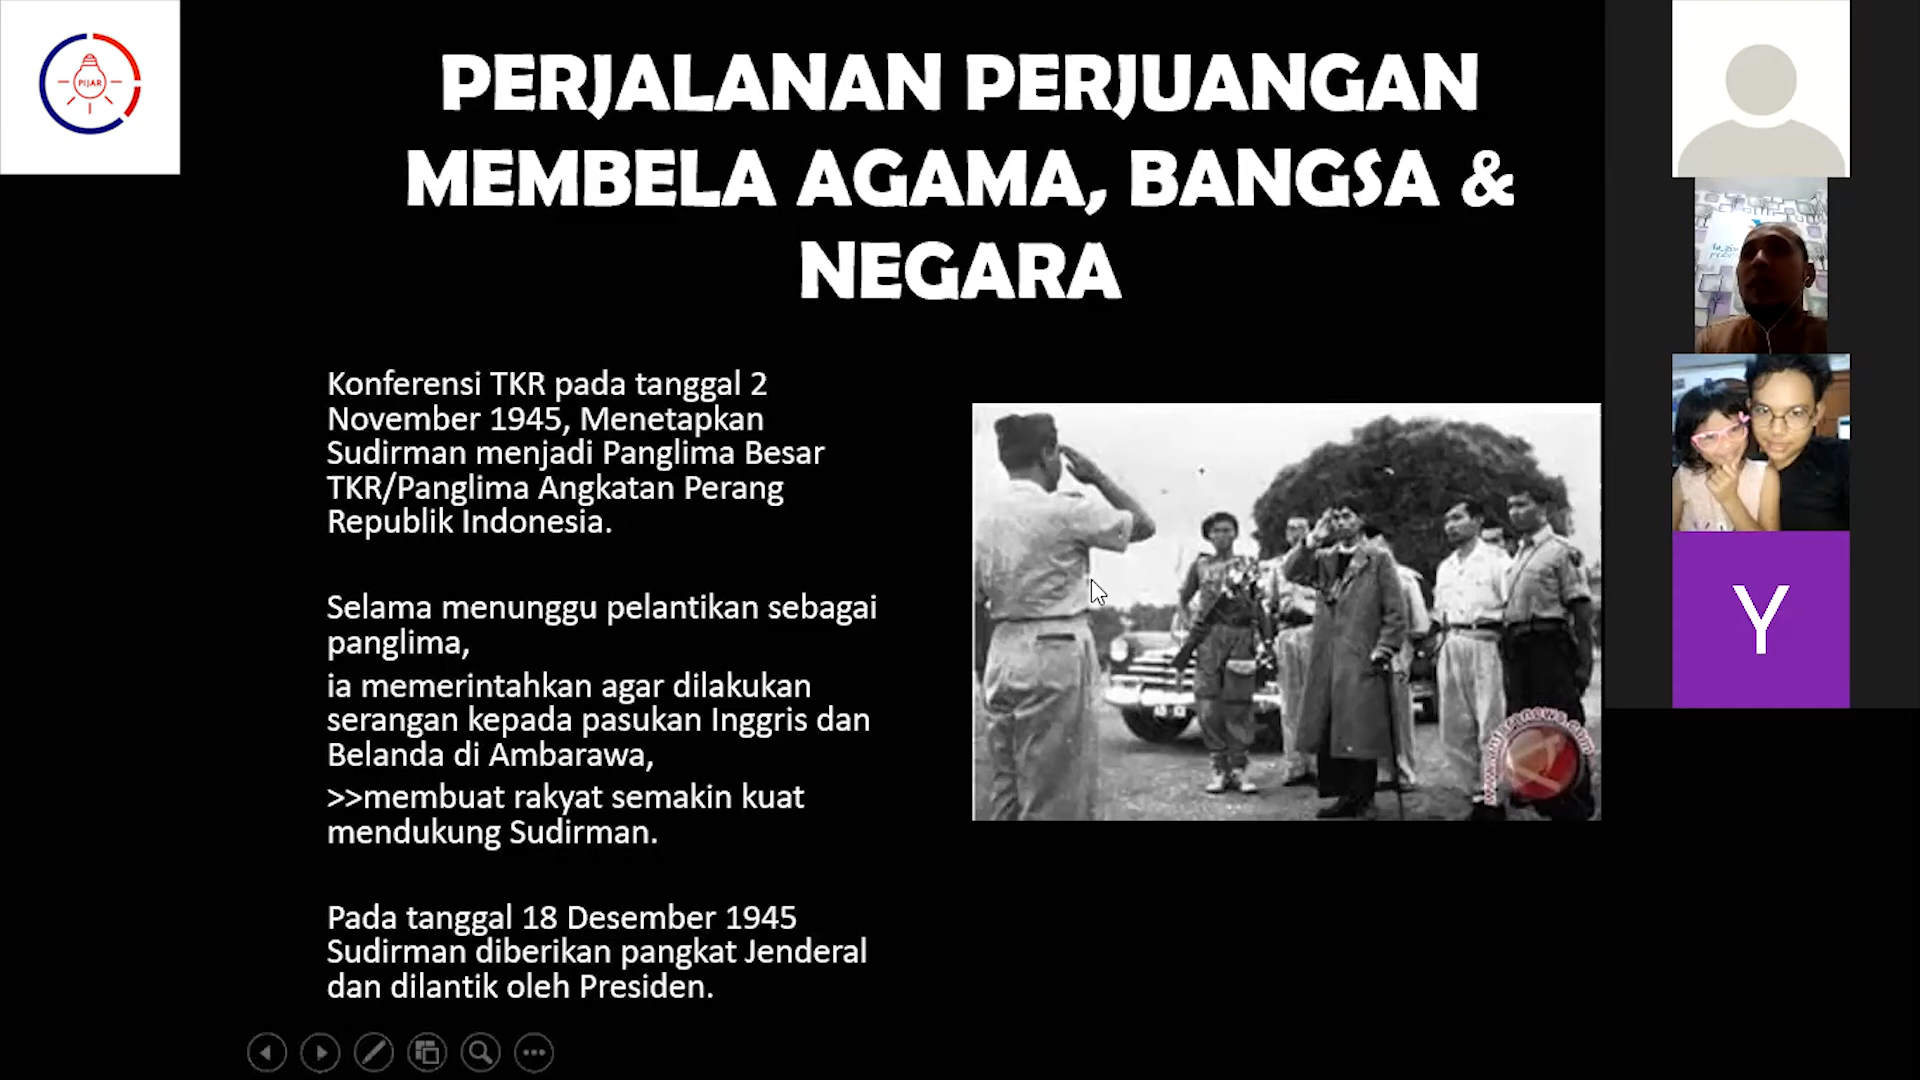 PIJAR
PERJALANAN PERJUANGAN
MEMBELA AGAMA, BANGSA &
NEGARA
Konferensi TKR pada tanggal 2
November 1945, Menetapkan
Sudirman menjadi Panglima Besar
TKR/Panglima Angkatan Perang
Republik Indonesia.
Selama menunggu pelantikan sebagai
panglima,
ia memerintahkan agar dilakukan
serangan kepada pasukan Inggris dan
Belanda di Ambarawa,
>>membuat rakyat semakin kuat
mendukung Sudirman.
Pada tanggal 18 Desember 1945
Sudirman diberikan pangkat Jenderal
dan dilantik oleh Presiden.
Y